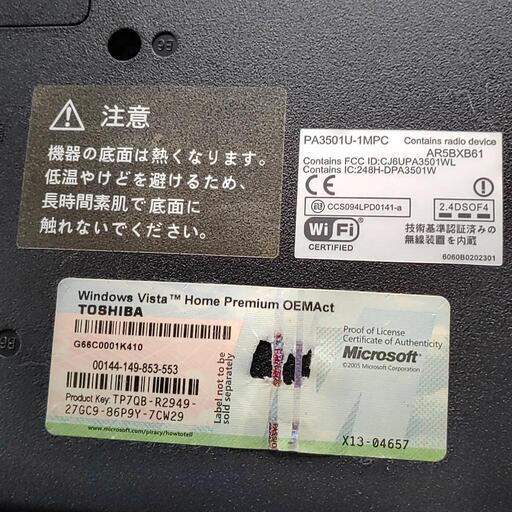 注意
機器の底面は熱くなります。
低温やけどを避けるため、
長時間素肌で底面に
触れないでください。
PA3501U-1MPC Contains radio device
AR5BXB61
Contains FCC ID:CJ6UPA3501WL
Contains IC:248H-DPA3501W
CCS094LPD0141-a
2.4DSOF4
Wi Fi
CERTIFIED
技術基準認証済みの
無線装置を内蔵
6060B0202301
Windows Vista™ Home Premium OEMAct
TOSHIBA
G66C0001K410
00144-149-853-553
Product Key: TP7QB-R2949-
27GC9-86P9Y-7CW29
www.microsoft.com/piracy/howtotell
Label not to be
sold separately
Proof of License
Certificate of Authenticity
Microsoft®
©2005 Microsoft Corporation
X13-04657